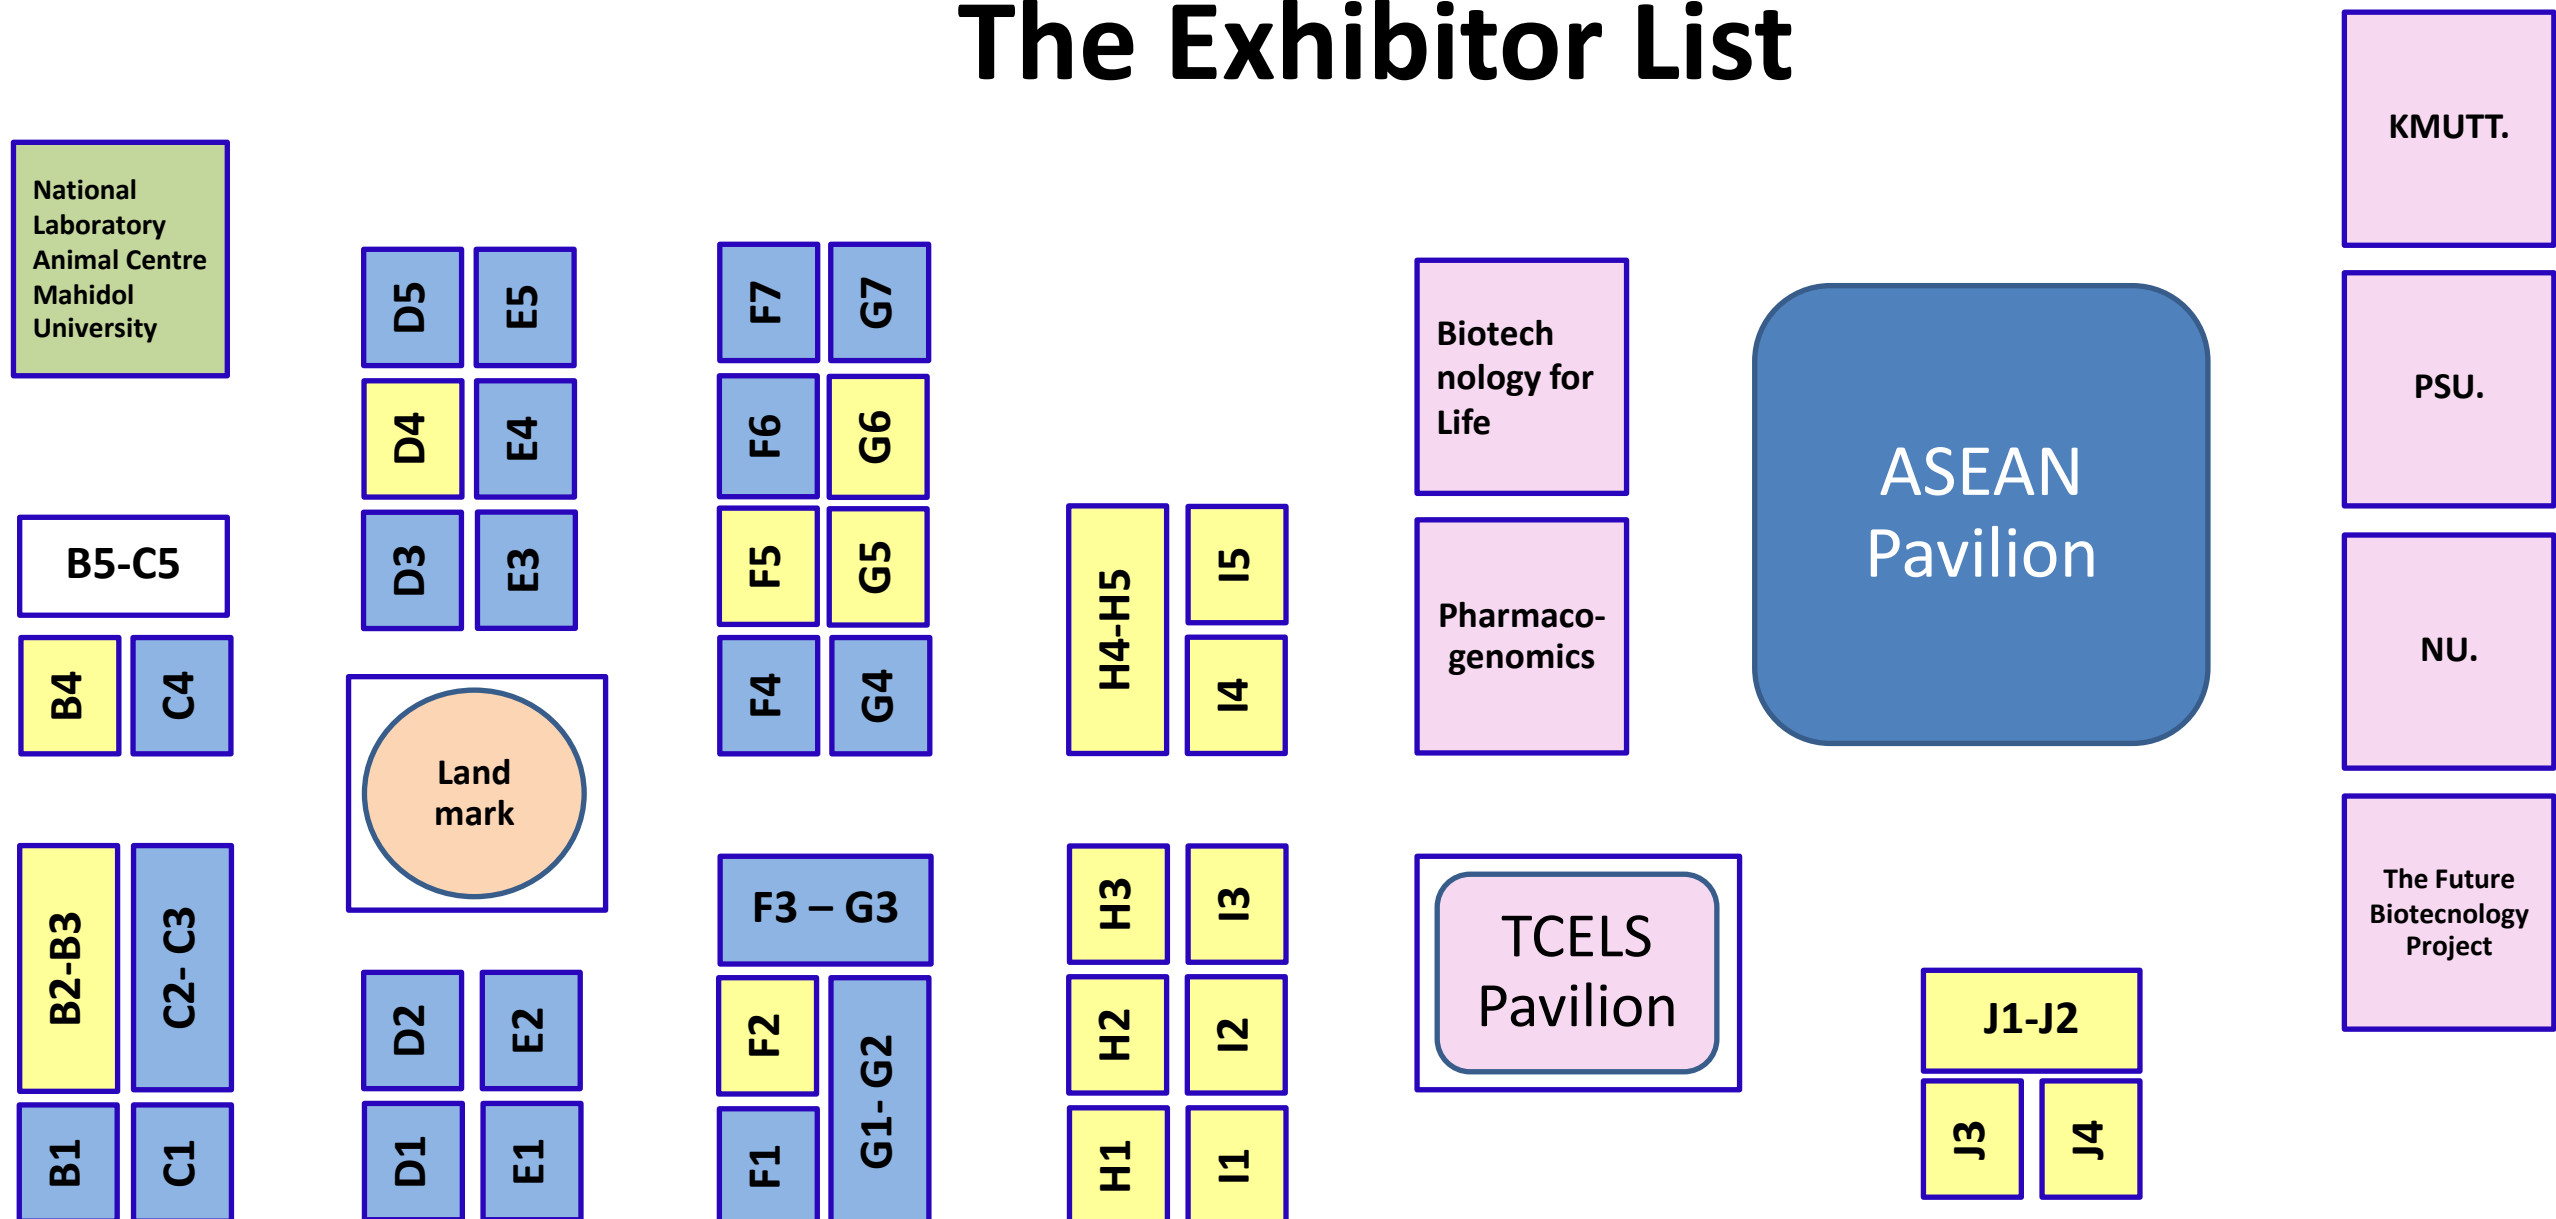 The Exhibitor List
National
Laboratory
Animal Centre
Mahidol
University
B5-C5
B4
C4
B2-B3
C2- C3
B1
C1
D5
E5
D4
E4
D3
E3
Land
mark
D2
E2
D1
E1
F7
G7
F6
G6
F5
G5
F4
G4
F3 – G3
F2
G1- G2
F1
H4-H5
I5
I4
H3
I3
H2
I2
H1
I1
Biotech
nology for
Life
Pharmaco-
genomics
TCELS
Pavilion
ASEAN
Pavilion
J1-J2
J3
J4
KMUTT.
PSU.
NU.
The Future
Biotecnology
Project